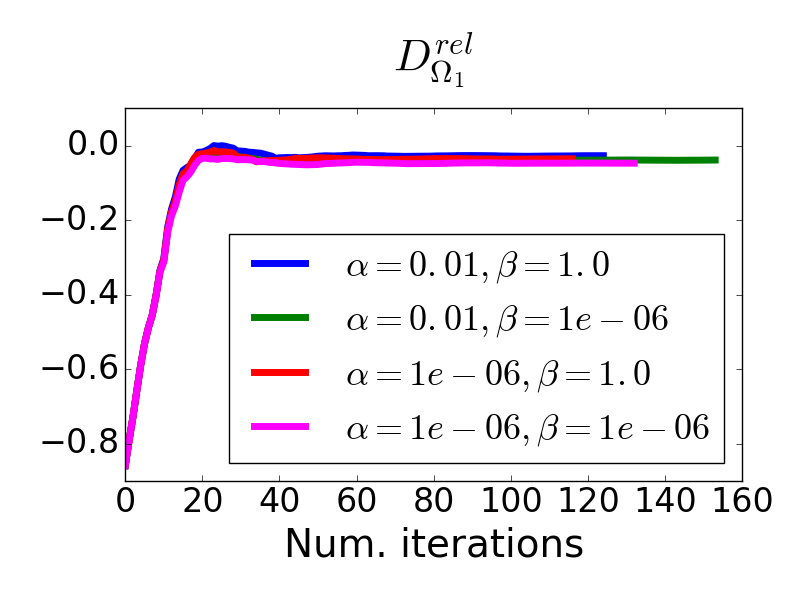 D^{rel}_{Ω_1}
0.0
−0.2
−0.4
−0.6
−0.8
α = 0.01, β = 1.0
α = 0.01, β = 1e − 06
α = 1e − 06, β = 1.0
α = 1e − 06, β = 1e − 06
0 20 40 60 80 100 120 140 160
Num. iterations